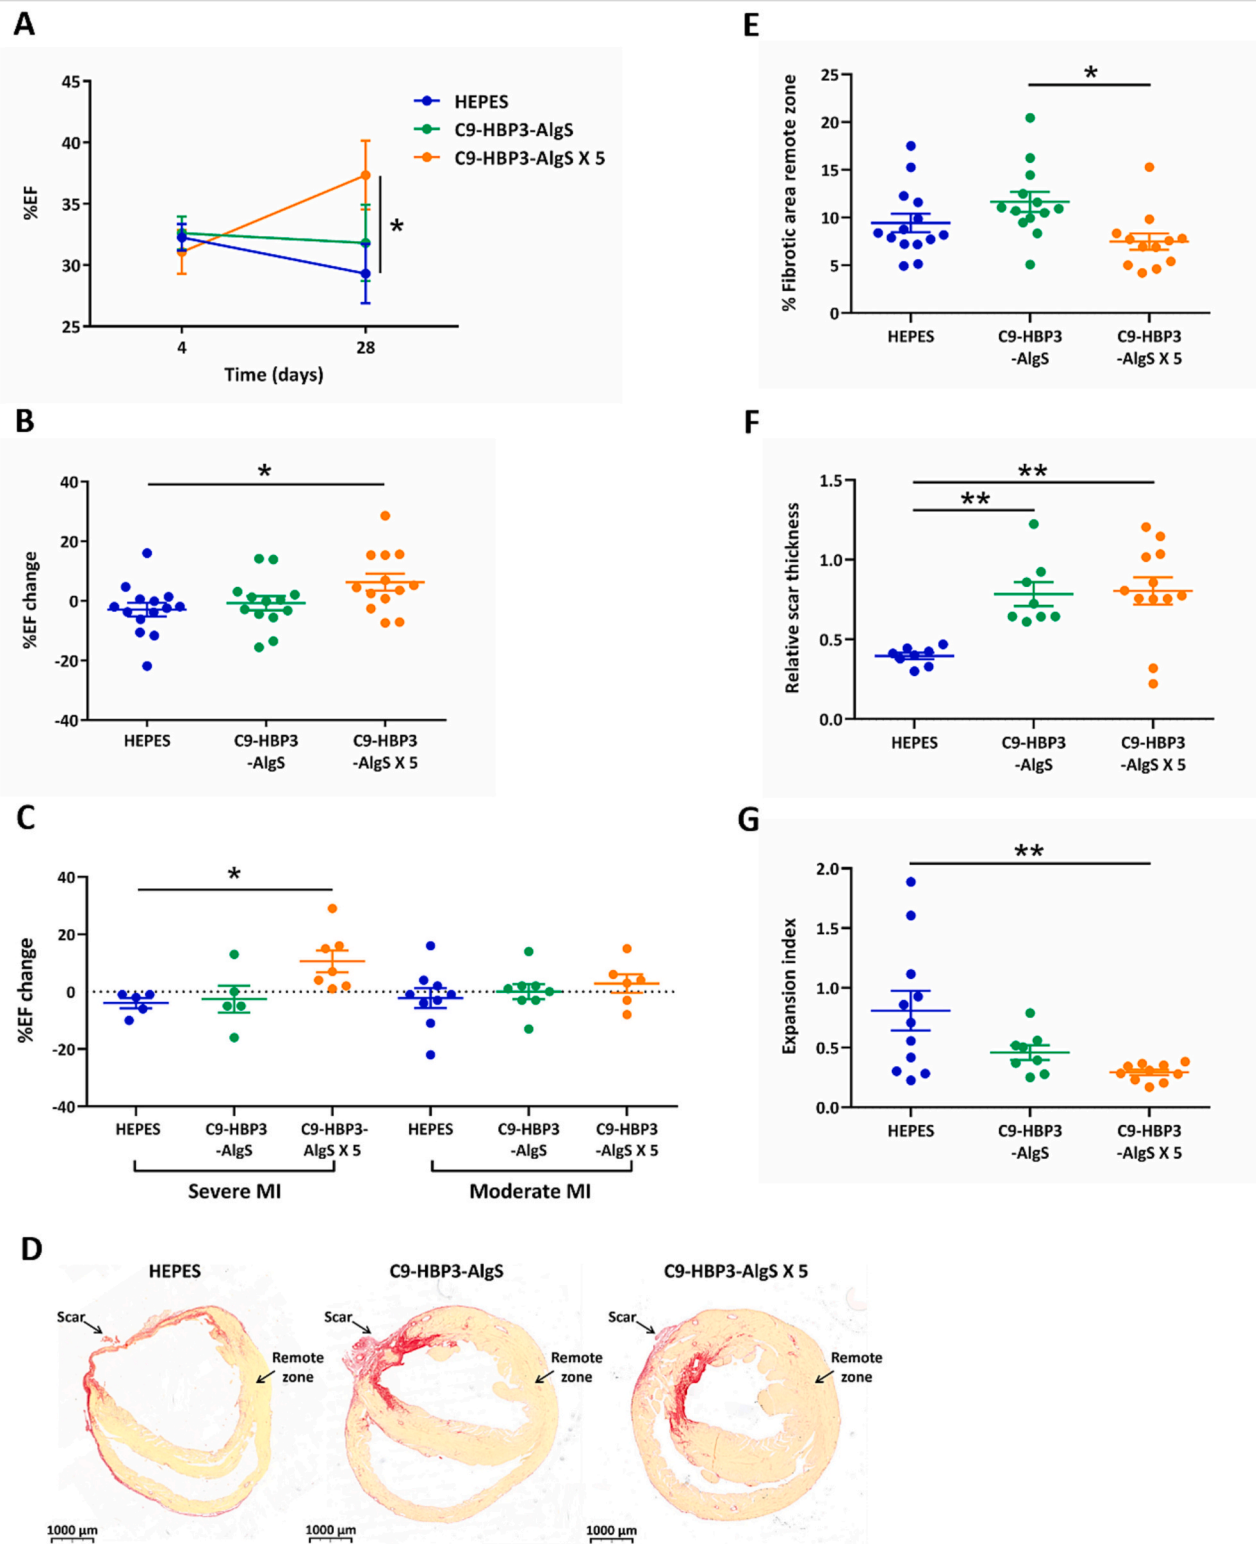 A
45
40
35
30
25
%EF
HEPES
C9-HBP3-AlgS
C9-HBP3-AlgS X 5
*
4
28
Time (days)
B
40
20
0
-20
-40
%EF change
*
HEPES
C9-HBP3
-AlgS
C9-HBP3
-AlgS X 5
C
40
20
0
-20
-40
%EF change
*
HEPES
C9-HBP3
-AlgS
C9-HBP3-
AlgS X 5
HEPES
C9-HBP3
-AlgS
C9-HBP3
-AlgS X 5
Severe MI
Moderate MI
D
HEPES
Scar
Remote
zone
1000 µm
C9-HBP3-AlgS
Scar
Remote
zone
1000 µm
C9-HBP3-AlgS X 5
Scar
Remote
zone
1000 µm
E
25
20
15
10
5
0
% Fibrotic area remote zone
*
HEPES
C9-HBP3
-AlgS
C9-HBP3
-AlgS X 5
F
1.5
1.0
0.5
0.0
Relative scar thickness
**
**
HEPES
C9-HBP3
-AlgS
C9-HBP3
-AlgS X 5
G
2.0
1.5
1.0
0.5
0.0
Expansion index
**
HEPES
C9-HBP3
-AlgS
C9-HBP3
-AlgS X 5